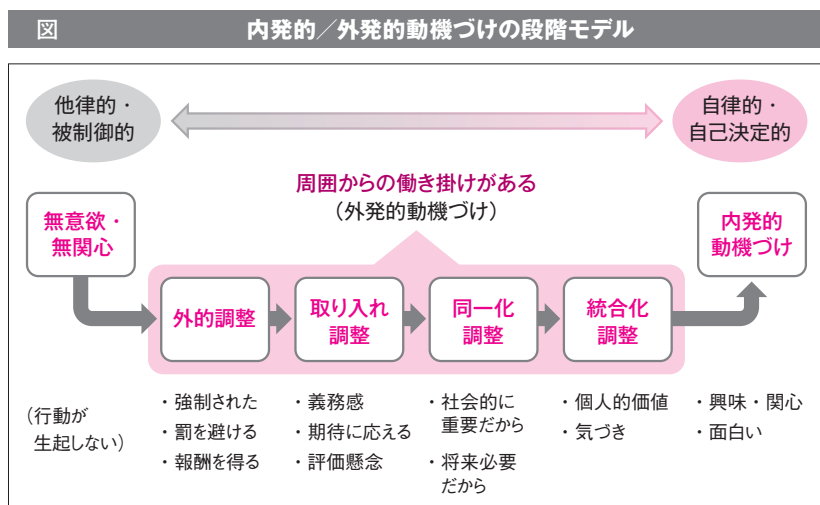 図 内発的／外発的動機づけの段階モデル
他律的・
被制御的
自律的・
自己決定的
周囲からの働き掛けがある
（外発的動機づけ）
無意欲・
無関心
内発的
動機づけ
外的調整
取り入れ
調整
同一化
調整
統合化
調整
（行動が
生起しない）
・強制された
・罰を避ける
・報酬を得る
・義務感
・期待に応える
・評価懸念
・社会的に
重要だから
・将来必要
だから
・個人的価値
・気づき
・興味・関心
・面白い